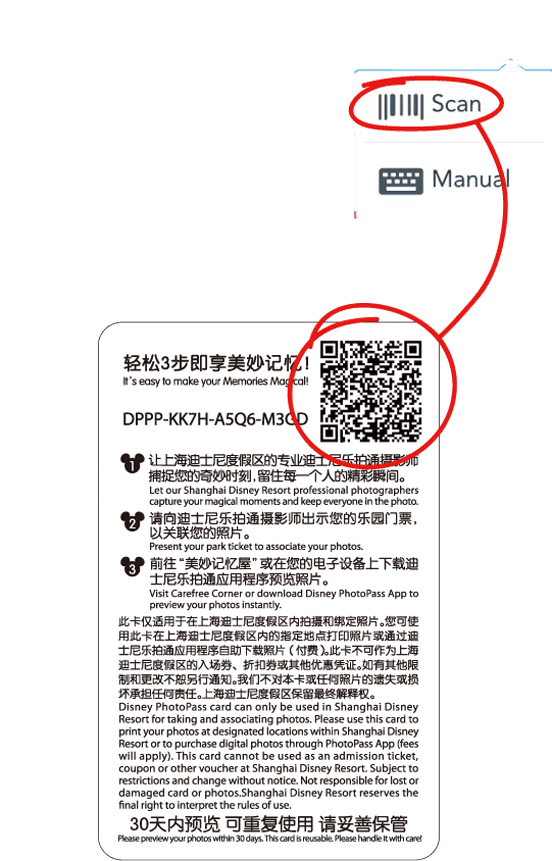 Scan
Manual
轻松3步即享美妙记忆!
It's easy to make your Memories Magical!
DPPP-KK7H-A5Q6-M3GD
1 让上海迪士尼度假区的专业迪士尼乐拍通摄影师
捕捉您的奇妙时刻,留住每一个人的精彩瞬间。
Let our Shanghai Disney Resort professional photographers
capture your magical moments and keep everyone in the photo.
2 请向迪士尼乐拍通摄影师出示您的乐园门票,
以关联您的照片。
Present your park ticket to associate your photos.
3 前往“美妙记忆屋”或在您的电子设备上下载迪
士尼乐拍通应用程序预览照片。
Visit Carefree Corner or download Disney PhotoPass App to
preview your photos instantly.
此卡仅适用于在上海迪士尼度假区内拍摄和绑定照片。您可使
用此卡在上海迪士尼度假区内的指定地点打印照片或通过迪
士尼乐拍通应用程序自助下载照片（付费）。此卡不可作为上海
迪士尼度假区的入场券、折扣券或其他优惠凭证。如有其他限
制和更改不恕另行通知。我们不对本卡或任何照片的遗失或损
坏承担任何责任。上海迪士尼度假区保留最终解释权。
Disney PhotoPass card can only be used in Shanghai Disney
Resort for taking and associating photos. Please use this card to
print your photos at designated locations within Shanghai Disney
Resort or to purchase digital photos through PhotoPass App (fees
will apply). This card cannot be used as an admission ticket,
coupon or other voucher at Shanghai Disney Resort. Subject to
restrictions and change without notice. Not responsible for lost or
damaged card or photos.Shanghai Disney Resort reserves the
final right to interpret the rules of use.
30天内预览 可重复使用 请妥善保管
Please preview your photos within 30 days. This card is reusable. Please handle it with care!